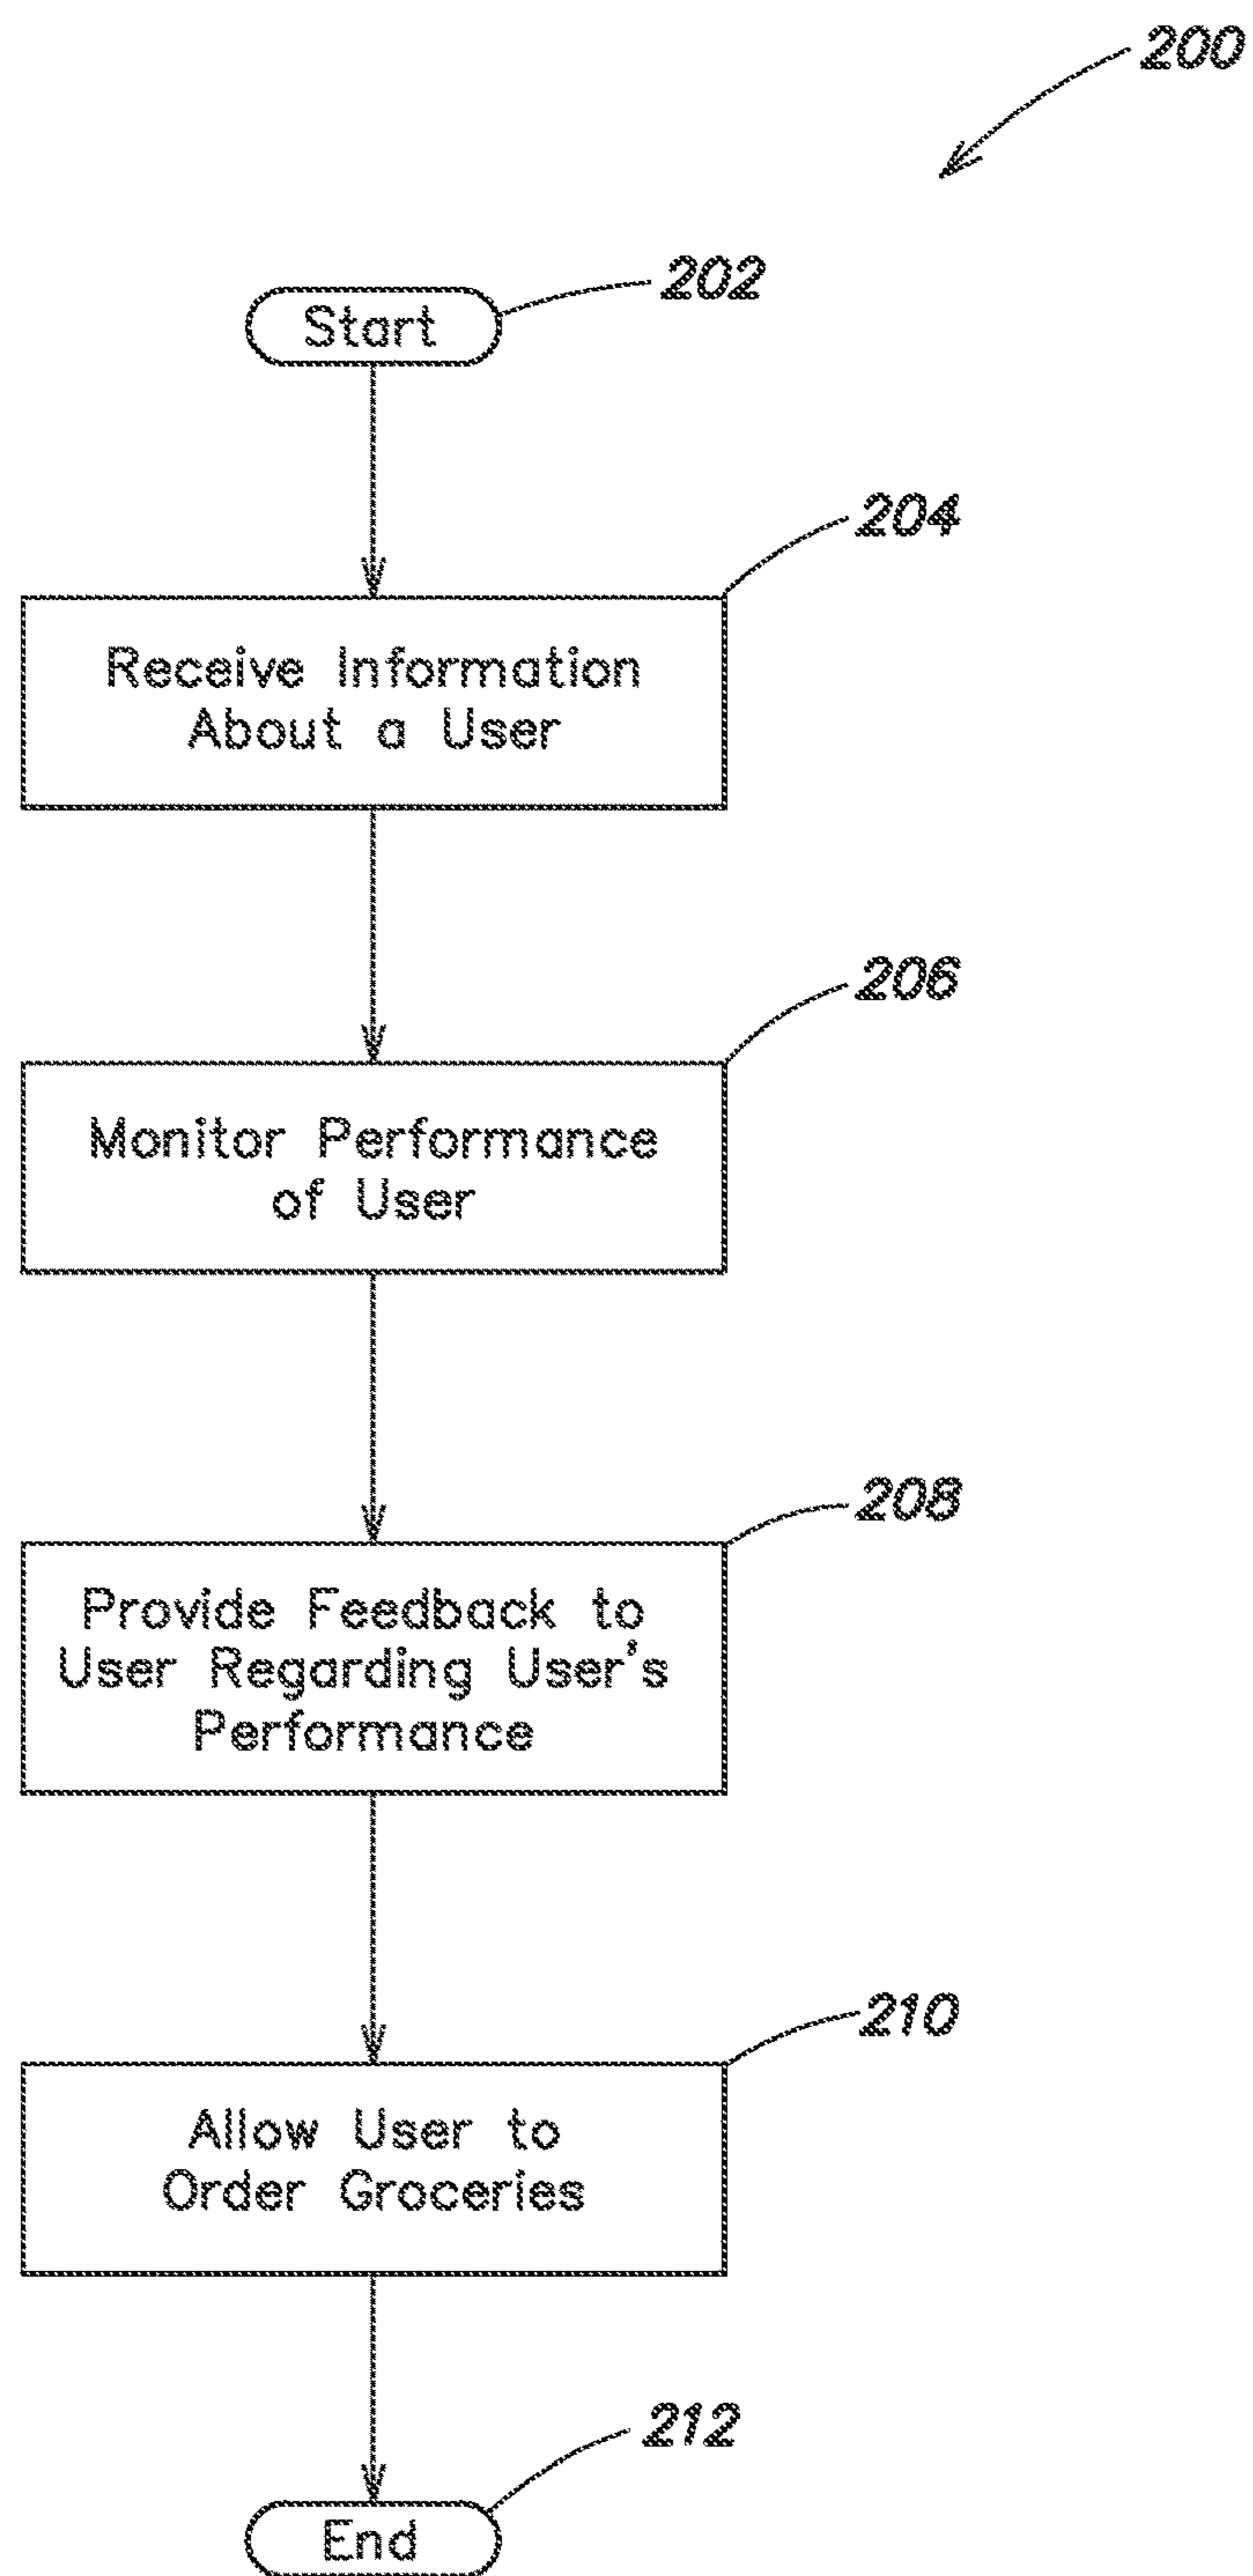 200
202
Start
204
Receive Information
About a User
206
Monitor Performance
of User
208
Provide Feedback to
User Regarding User's
Performance
210
Allow User to
Order Groceries
212
End